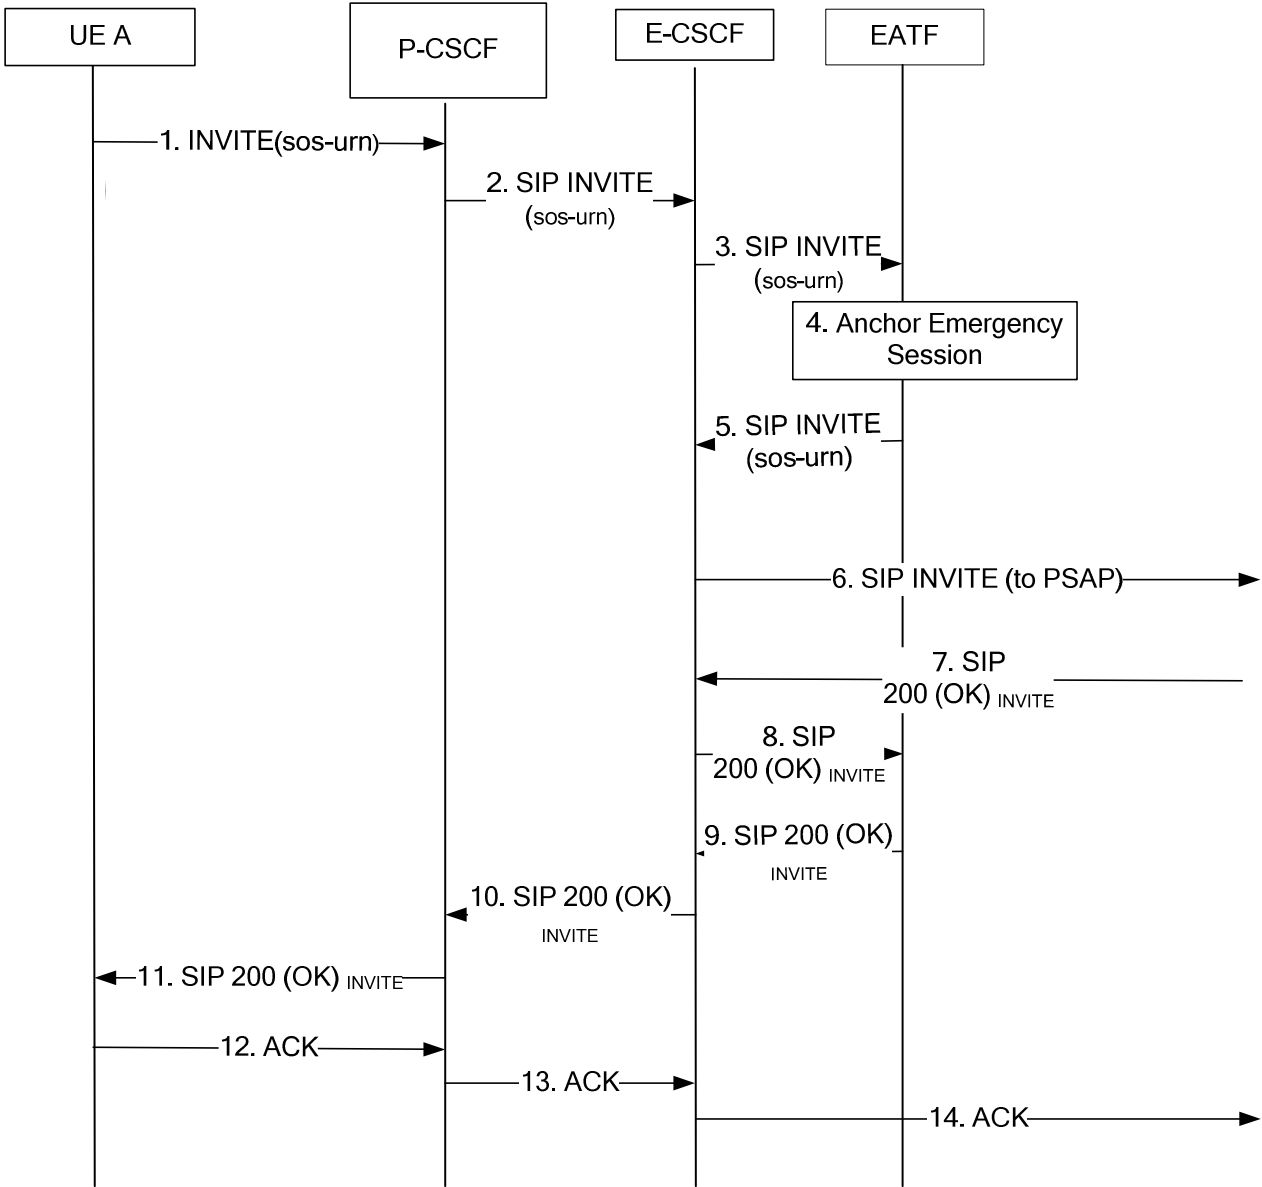 UE A
P-CSCF
E-CSCF
EATF
1. INVITE(sos-urn)
2. SIP INVITE
(sos-urn)
3. SIP INVITE
(sos-urn)
4. Anchor Emergency
Session
5. SIP INVITE
(sos-urn)
6. SIP INVITE (to PSAP)
7. SIP
200 (OK) INVITE
8. SIP
200 (OK) INVITE
9. SIP 200 (OK)
INVITE
10. SIP 200 (OK)
INVITE
11. SIP 200 (OK) INVITE
12. ACK
13. ACK
14. ACK